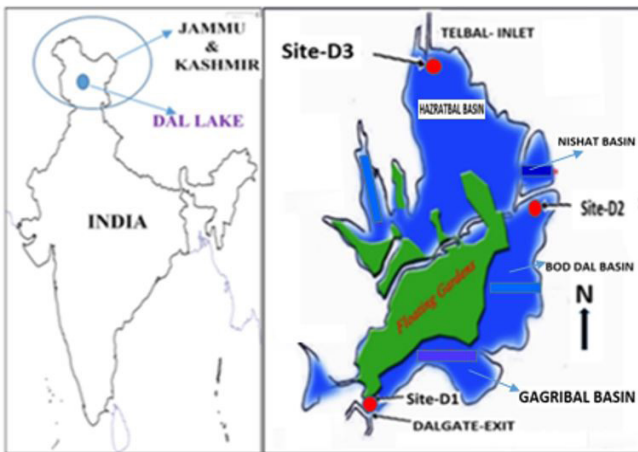 JAMMU
&
KASHMIR
DAL LAKE
INDIA
TELBAL- INLET
Site-D3
HAZRATBAL BASIN
NISHAT BASIN
Site-D2
BOD DAL BASIN
N
Floating Gardens
Site-D1
GAGRIBAL BASIN
DALGATE-EXIT